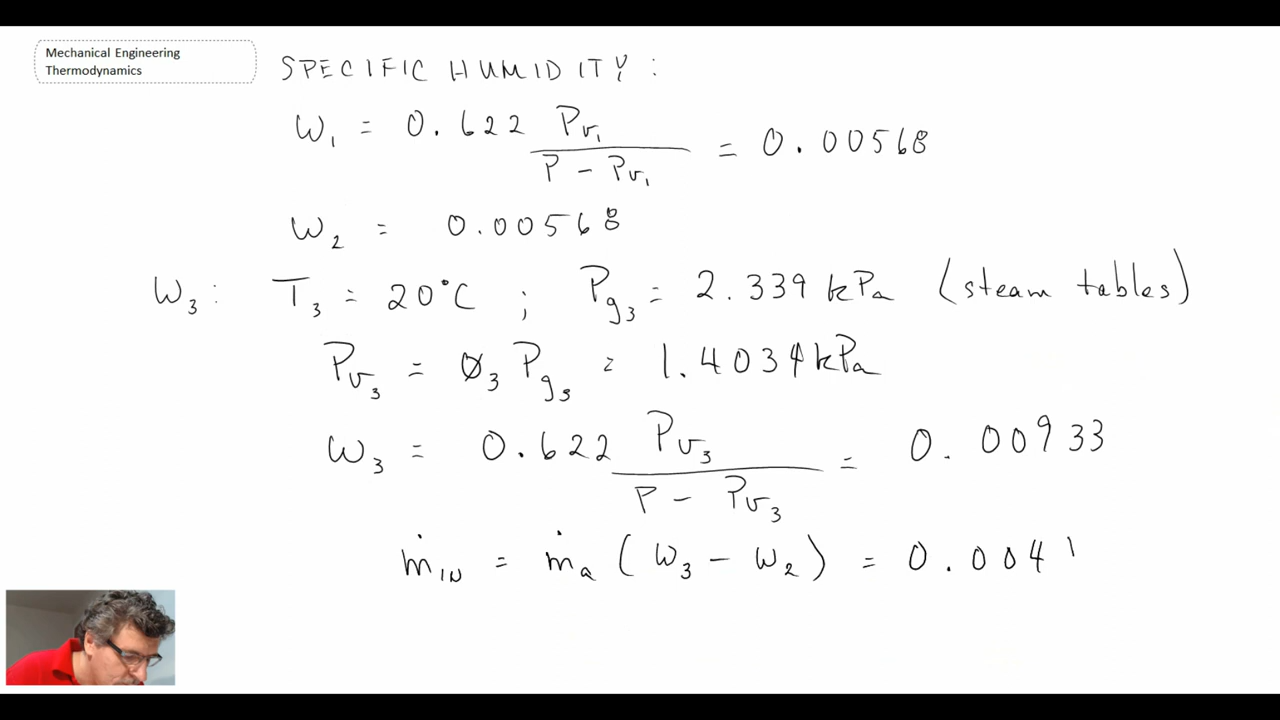 Mechanical Engineering
Thermodynamics
SPECIFIC HUMIDITY :
ω₁ = 0.622 Pv₁ / (P - Pv₁) = 0.00568
ω₂ = 0.00568
ω₃ : T₃ = 20°C ; Pg₃ = 2.339 kPa (steam tables)
Pv₃ = Ø₃ Pg₃ = 1.4034 kPa
ω₃ = 0.622 Pv₃ / (P - Pv₃) = 0.00933
ṁIN = ṁa (ω₃ - ω₂) = 0.004